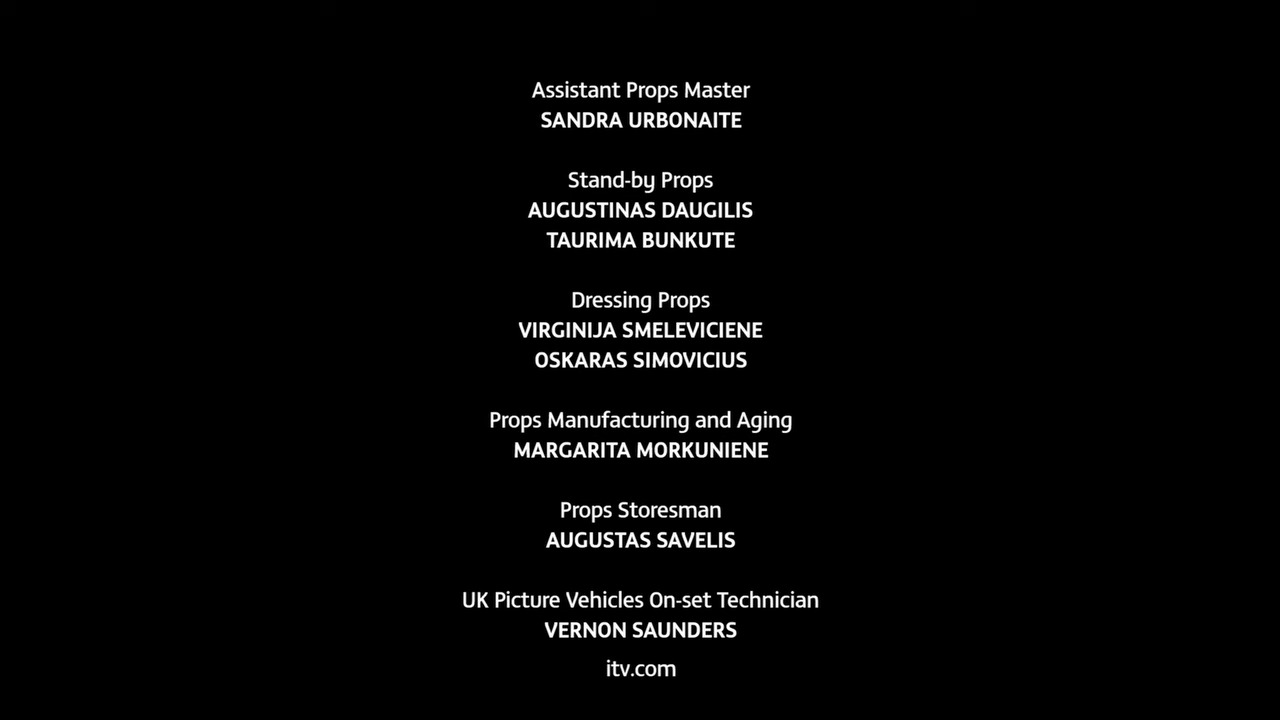 Assistant Props Master
SANDRA URBONAITE
Stand-by Props
AUGUSTINAS DAUGILIS
TAURIMA BUNKUTE
Dressing Props
VIRGINIJA SMELEVICIENE
OSKARAS SIMOVICIUS
Props Manufacturing and Aging
MARGARITA MORKUNIENE
Props Storesman
AUGUSTAS SAVELIS
UK Picture Vehicles On-set Technician
VERNON SAUNDERS
itv.com